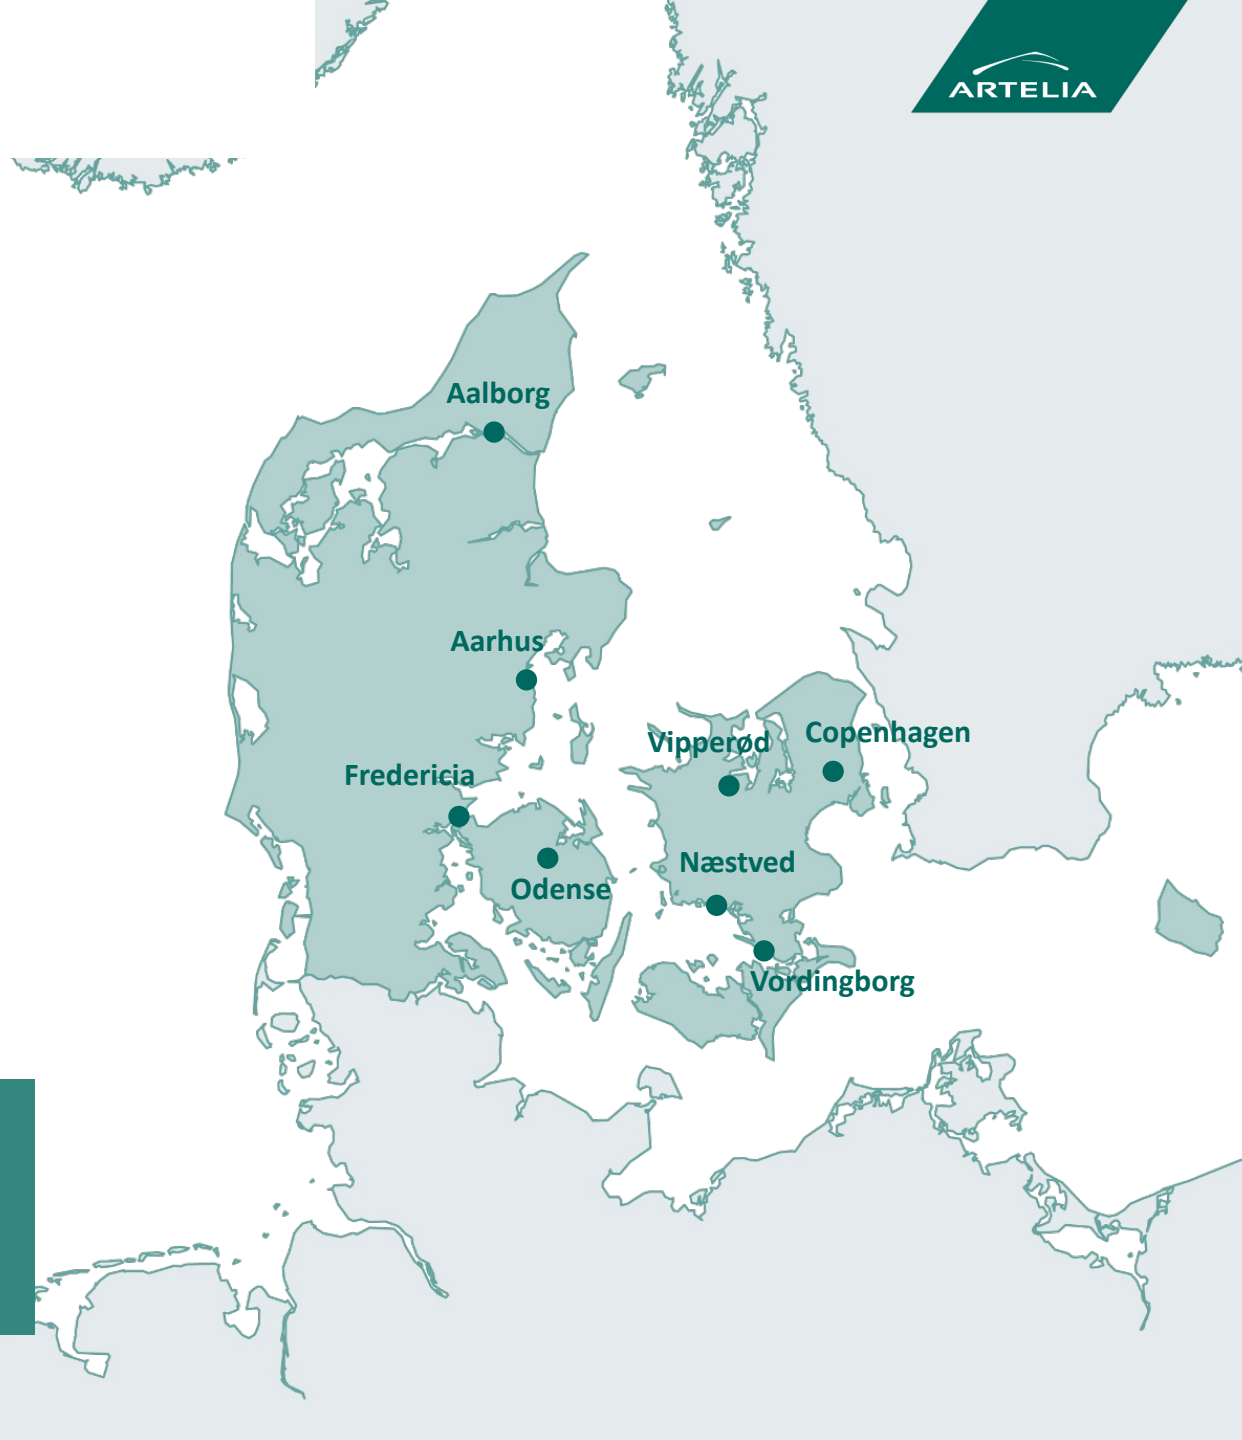 ARTELIA
Aalborg
Aarhus
Vipperød
Copenhagen
Fredericia
Næstved
Odense
Vordingborg